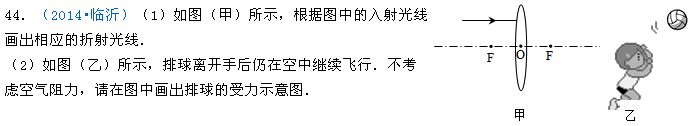 44. （2014•临沂）（1）如图（甲）所示，根据图中的入射光线
画出相应的折射光线．
（2）如图（乙）所示，排球离开手后仍在空中继续飞行．不考
虑空气阻力，请在图中画出排球的受力示意图．
F O F
甲 乙